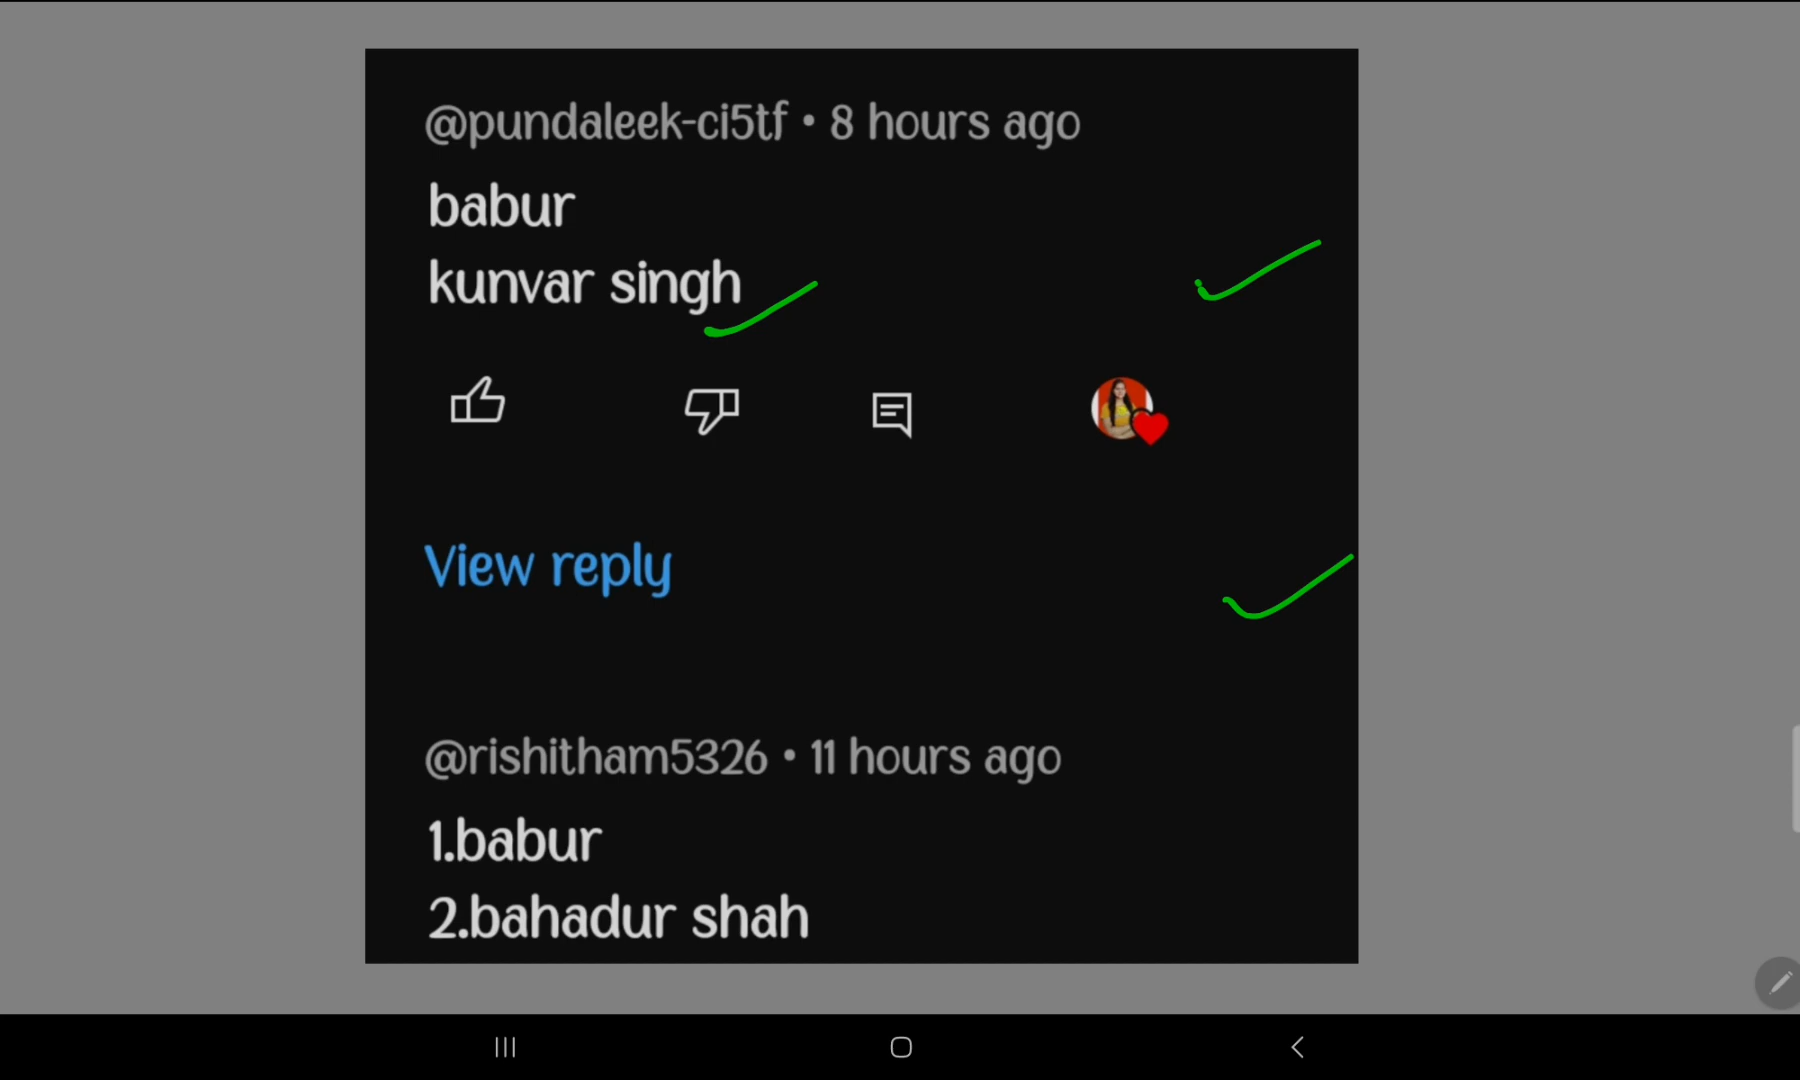 @pundaleek-ci5tf • 8 hours ago
babur
kunvar singh
View reply
@rishitham5326 • 11 hours ago
1.babur
2.bahadur shah